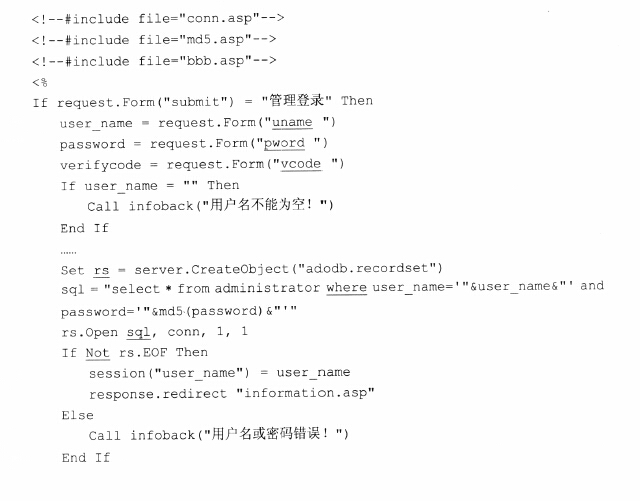 <!--#include file="conn.asp"-->
<!--#include file="md5.asp"-->
<!--#include file="bbb.asp"-->
<%
If request.Form("submit") = "管理登录" Then
user_name = request.Form("uname ")
password = request.Form("pword ")
verifycode = request.Form("vcode ")
If user_name = "" Then
Call infoback("用户名不能为空! ")
End If
……
Set rs = server.CreateObject("adodb.recordset")
sql = "select * from administrator where user_name='"&user_name&"' and
password='"&md5(password)&"'"
rs.Open sql, conn, 1, 1
If Not rs.EOF Then
session("user_name") = user_name
response.redirect "information.asp"
Else
Call infoback("用户名或密码错误! ")
End If